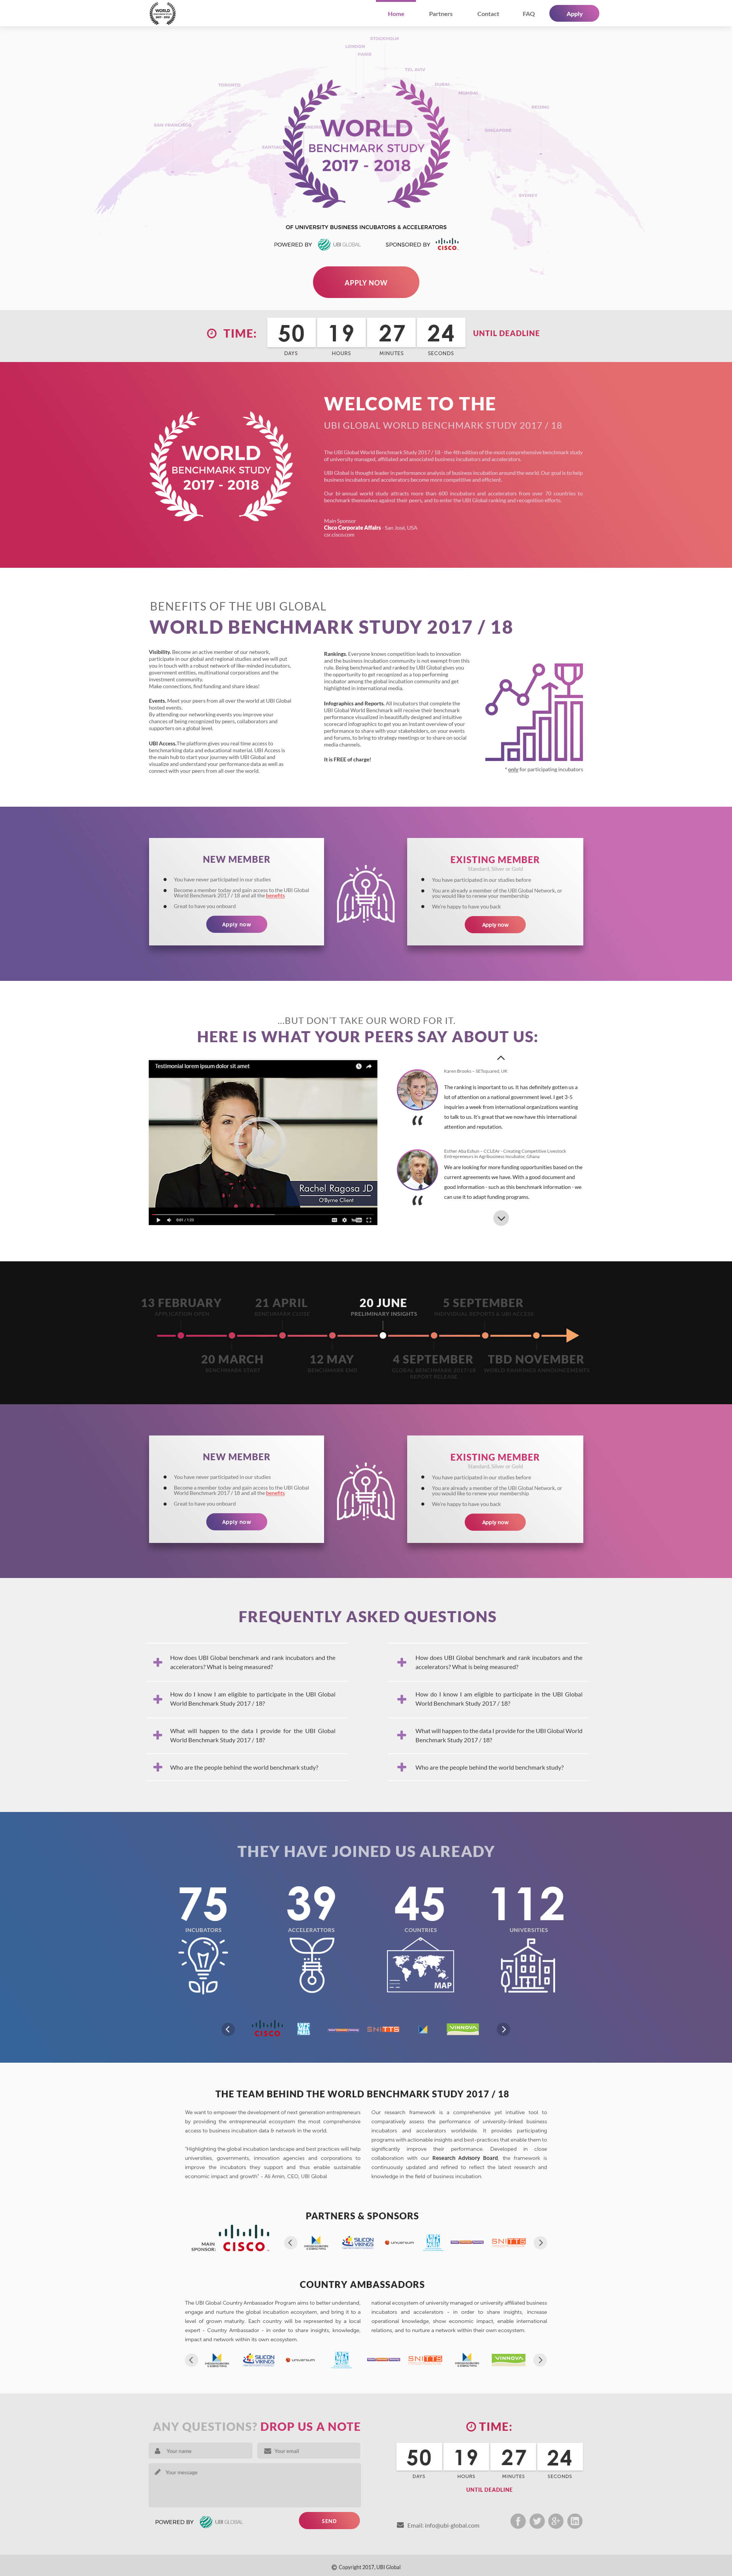 WORLD
BENCHMARK STUDY
2017 - 2018
Home
Partners
Contact
FAQ
Apply
STOCKHOLM
LONDON
PARIS
TEL AVIV
TORONTO
DUBAI
MUMBAI
BEIJING
SAN FRANCISCO
SINGAPORE
SANTIAGO
SYDNEY
WORLD
BENCHMARK STUDY
2017 - 2018
OF UNIVERSITY BUSINESS INCUBATORS & ACCELERATORS
POWERED BY UBI GLOBAL SPONSORED BY CISCO
APPLY NOW
TIME: 50 19 27 24 UNTIL DEADLINE
DAYS HOURS MINUTES SECONDS
WORLD
BENCHMARK STUDY
2017 - 2018
WELCOME TO THE
UBI GLOBAL WORLD BENCHMARK STUDY 2017 / 18
The UBI Global World Benchmark Study 2017 / 18 - the 4th edition of the most comprehensive benchmark study
of university managed, affiliated and associated business incubators and accelerators.
UBI Global is thought leader in performance analysis of business incubation around the world. Our goal is to help
business incubators and accelerators become more competitive and efficient.
Our bi-annual world study attracts more than 600 incubators and accelerators from over 70 countries to
benchmark themselves against their peers, and to enter the UBI Global ranking and recognition efforts.
Main Sponsor
Cisco Corporate Affairs - San José, USA
csr.cisco.com
BENEFITS OF THE UBI GLOBAL
WORLD BENCHMARK STUDY 2017 / 18
Visibility. Become an active member of our network,
participate in our global and regional studies and we will put
you in touch with a robust network of like-minded incubators,
government entities, multinational corporations and the
investment community.
Make connections, find funding and share ideas!
Events. Meet your peers from all over the world at UBI Global
hosted events.
By attending our networking events you improve your
chances of being recognized by peers, collaborators and
supporters on a global level.
UBI Access.The platform gives you real time access to
benchmarking data and educational material. UBI Access is
the main hub to start your journey with UBI Global and
visualize and understand your performance data as well as
connect with your peers from all over the world.
Rankings. Everyone knows competition leads to innovation
and the business incubation community is not exempt from this
rule. Being benchmarked and ranked by UBI Global gives you
the opportunity to get recognized as a top performing
incubator among the global incubation community and get
highlighted in international media.
Infographics and Reports. All incubators that complete the
UBI Global World Benchmark will receive their benchmark
performance visualized in beautifully designed and intuitive
scorecard infographics to get you an instant overview of your
performance to share with your stakeholders, on your events
and forums, to bring to strategy meetings or to share on social
media channels.
It is FREE of charge!
* only for participating incubators
NEW MEMBER
You have never participated in our studies
Become a member today and gain access to the UBI Global
World Benchmark 2017 / 18 and all the benefits
Great to have you onboard
Apply now
EXISTING MEMBER
Standard, Silver or Gold
You have participated in our studies before
You are already a member of the UBI Global Network, or
you would like to renew your membership
We're happy to have you back
Apply now
...BUT DON'T TAKE OUR WORD FOR IT.
HERE IS WHAT YOUR PEERS SAY ABOUT US:
Testimonial lorem ipsum dolor sit amet
Rachel Ragosa JD
O'Byrne Client
0:01 / 1:20
YouTube
Karen Brooks – SETsquared, UK
The ranking is important to us. It has definitely gotten us a
lot of attention on a national government level. I get 3-5
inquiries a week from international organizations wanting
to talk to us. It's great that we now have this international
attention and reputation.
Esther Aba Eshun – CCLEAr - Creating Competitive Livestock
Entrepreneurs in Agribusiness Incubator, Ghana
We are looking for more funding opportunities based on the
current agreements we have. With a good document and
good information - such as this benchmark information - we
can use it to adapt funding programs.
13 FEBRUARY
APPLICATION OPEN
21 APRIL
BENCHMARK CLOSE
20 JUNE
PRELIMINARY INSIGHTS
5 SEPTEMBER
INDIVIDUAL REPORTS & UBI ACCESS
20 MARCH
BENCHMARK START
12 MAY
BENCHMARK END
4 SEPTEMBER
GLOBAL BENCHMARK 2017/18
REPORT RELEASE
TBD NOVEMBER
WORLD RANKINGS ANNOUNCEMENTS
NEW MEMBER
You have never participated in our studies
Become a member today and gain access to the UBI Global
World Benchmark 2017 / 18 and all the benefits
Great to have you onboard
Apply now
EXISTING MEMBER
Standard, Silver or Gold
You have participated in our studies before
You are already a member of the UBI Global Network, or
you would like to renew your membership
We're happy to have you back
Apply now
FREQUENTLY ASKED QUESTIONS
How does UBI Global benchmark and rank incubators and the
accelerators? What is being measured?
How do I know I am eligible to participate in the UBI Global
World Benchmark Study 2017 / 18?
What will happen to the data I provide for the UBI Global
World Benchmark Study 2017 / 18?
Who are the people behind the world benchmark study?
How does UBI Global benchmark and rank incubators and the
accelerators? What is being measured?
How do I know I am eligible to participate in the UBI Global
World Benchmark Study 2017 / 18?
What will happen to the data I provide for the UBI Global World
Benchmark Study 2017 / 18?
Who are the people behind the world benchmark study?
THEY HAVE JOINED US ALREADY
75 39 45 112
INCUBATORS ACCELERATTORS COUNTRIES UNIVERSITIES
MAP
CISCO
SNITTS
VINNOVA
THE TEAM BEHIND THE WORLD BENCHMARK STUDY 2017 / 18
We want to empower the development of next generation entrepreneurs
by providing the entrepreneurial ecosystem the most comprehensive
access to business incubation data & network in the world.
"Highlighting the global incubation landscape and best practices will help
universities, governments, innovation agencies and corporations to
improve the incubators they support and thus enable sustainable
economic impact and growth" – Ali Amin, CEO, UBI Global
Our research framework is a comprehensive yet intuitive tool to
comparatively assess the performance of university-linked business
incubators and accelerators worldwide. It provides participating
programs with actionable insights and best-practices that enable them to
significantly improve their performance. Developed in close
collaboration with our Research Advisory Board, the framework is
continuously updated and refined to reflect the latest research and
knowledge in the field of business incubation.
PARTNERS & SPONSORS
MAIN
SPONSOR:
CISCO
SILICON
VIKINGS
universum
SNITTS
COUNTRY AMBASSADORS
The UBI Global Country Ambassador Program aims to better understand,
engage and nurture the global incubation ecosystem, and bring it to a
level of grown maturity. Each country will be represented by a local
expert - Country Ambassador – in order to share insights, knowledge,
impact and network within its own ecosystem.
national ecosystem of university managed or university affiliated business
incubators and accelerators – in order to share insights, increase
operational knowledge, show economic impact, enable international
relations, and to nurture a network within their own ecosystem.
SILICON
VIKINGS
universum
SNITTS
VINNOVA
ANY QUESTIONS? DROP US A NOTE
Your name
Your email
Your message
POWERED BY UBI GLOBAL
SEND
TIME:
50 19 27 24
DAYS HOURS MINUTES SECONDS
UNTIL DEADLINE
Email: info@ubi-global.com
© Copyright 2017, UBI Global